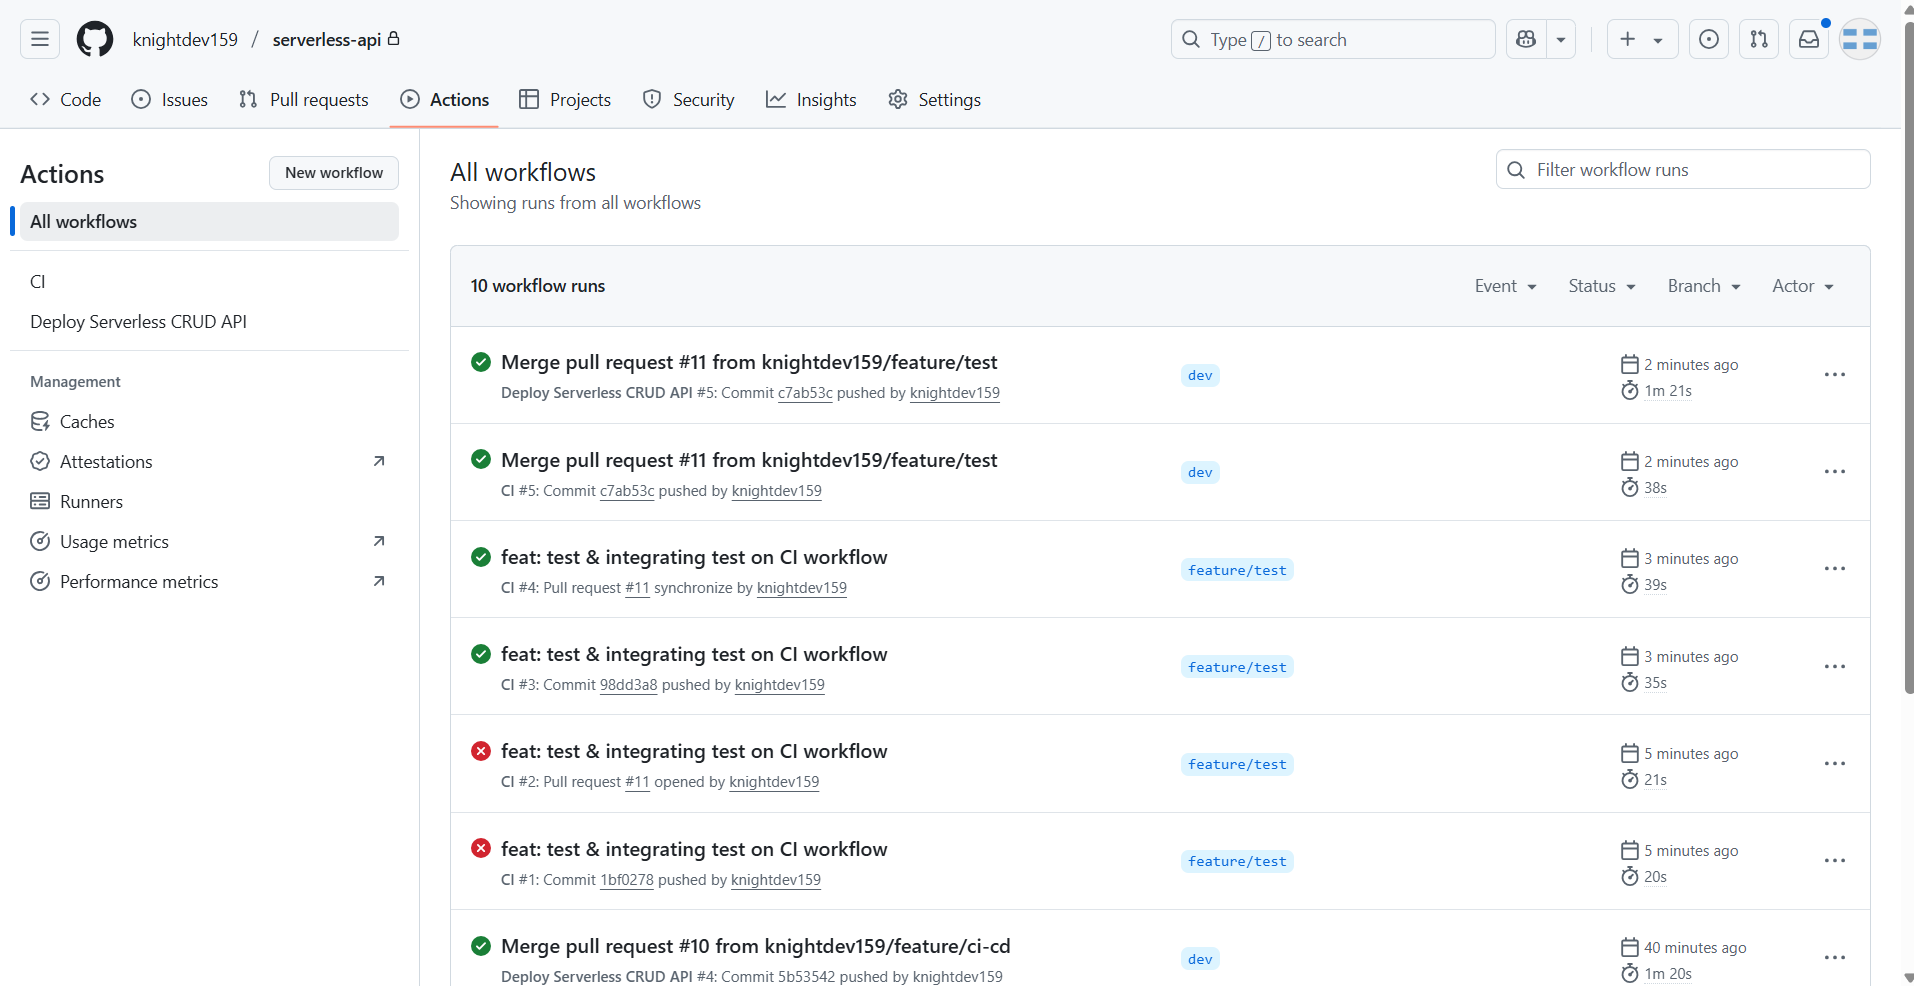 knightdev159 / serverless-api
Type / to search
Code Issues Pull requests Actions Projects Security Insights Settings
Actions
New workflow
All workflows
CI
Deploy Serverless CRUD API
Management
Caches
Attestations
Runners
Usage metrics
Performance metrics
All workflows
Showing runs from all workflows
Filter workflow runs
10 workflow runs
Event Status Branch Actor
Merge pull request #11 from knightdev159/feature/test
Deploy Serverless CRUD API #5: Commit c7ab53c pushed by knightdev159
dev
2 minutes ago
1m 21s
Merge pull request #11 from knightdev159/feature/test
CI #5: Commit c7ab53c pushed by knightdev159
dev
2 minutes ago
38s
feat: test & integrating test on CI workflow
CI #4: Pull request #11 synchronize by knightdev159
feature/test
3 minutes ago
39s
feat: test & integrating test on CI workflow
CI #3: Commit 98dd3a8 pushed by knightdev159
feature/test
3 minutes ago
35s
feat: test & integrating test on CI workflow
CI #2: Pull request #11 opened by knightdev159
feature/test
5 minutes ago
21s
feat: test & integrating test on CI workflow
CI #1: Commit 1bf0278 pushed by knightdev159
feature/test
5 minutes ago
20s
Merge pull request #10 from knightdev159/feature/ci-cd
Deploy Serverless CRUD API #4: Commit 5b53542 pushed by knightdev159
dev
40 minutes ago
1m 20s